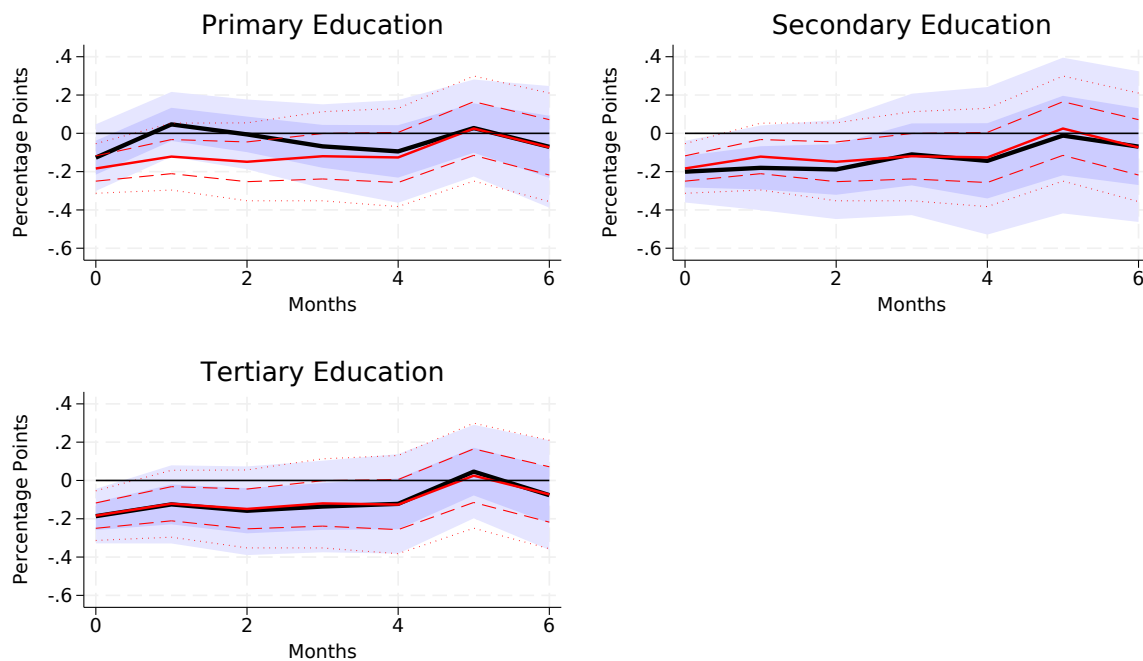 Primary Education
Percentage Points
.4
.2
0
-.2
-.4
-.6
0 2 4 6
Months
Secondary Education
Percentage Points
.4
.2
0
-.2
-.4
-.6
0 2 4 6
Months
Tertiary Education
Percentage Points
.4
.2
0
-.2
-.4
-.6
0 2 4 6
Months